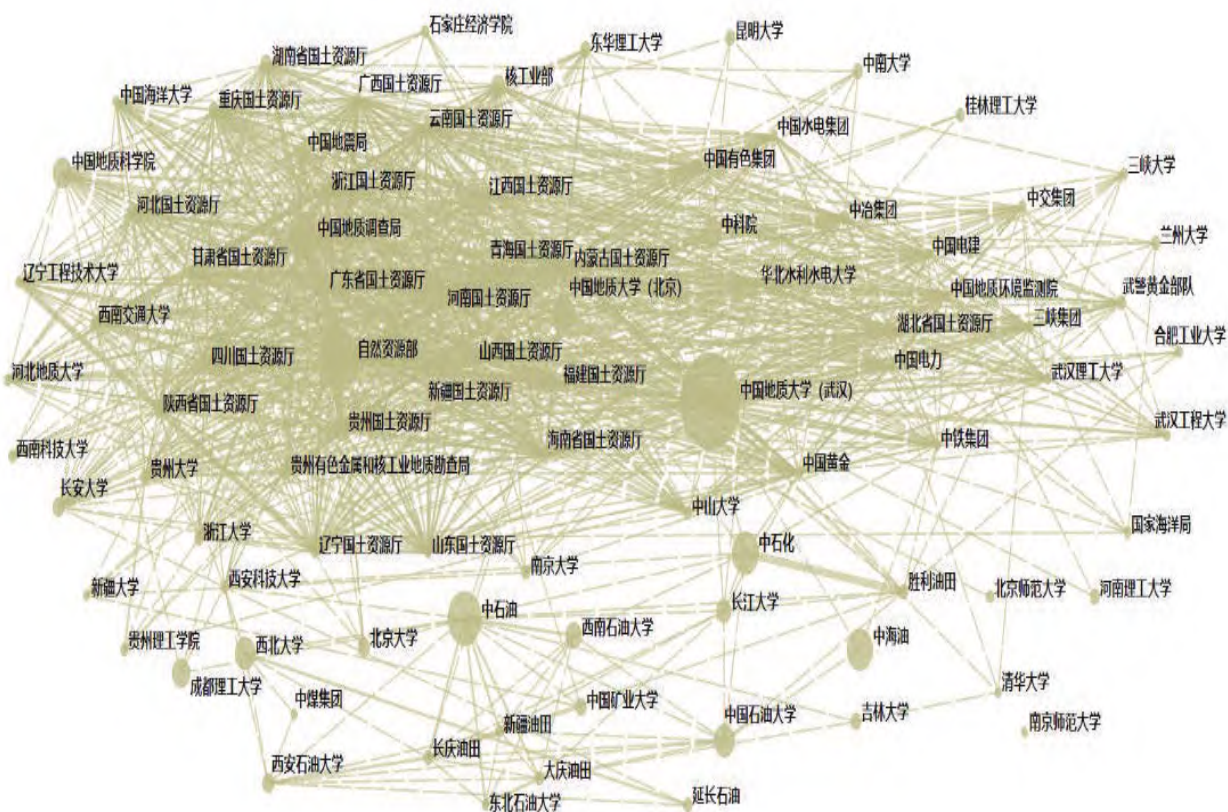 石家庄经济学院
东华理工大学
昆明大学
湖南省国土资源厅
广西国土资源厅
核工业部
中南大学
中国海洋大学
重庆国土资源厅
云南国土资源厅
中国水电集团
桂林理工大学
中国地震局
中国有色集团
中国地质科学院
浙江国土资源厅
江西国土资源厅
三峡大学
河北国土资源厅
中国地质调查局
中科院
中冶集团
中交集团
甘肃省国土资源厅
青海国土资源厅
内蒙古国土资源厅
中国电建
兰州大学
辽宁工程技术大学
广东省国土资源厅
河南国土资源厅
中国地质大学（北京）
华北水利水电大学
中国地质环境监测院
武警黄金部队
西南交通大学
湖北省国土资源厅
三峡集团
合肥工业大学
四川国土资源厅
自然资源部
山西国土资源厅
中国电力
河北地质大学
新疆国土资源厅
福建国土资源厅
中国地质大学（武汉）
武汉理工大学
陕西省国土资源厅
贵州国土资源厅
海南省国土资源厅
中铁集团
武汉工程大学
西南科技大学
贵州大学
贵州有色金属和核工业地质勘查局
中国黄金
长安大学
中山大学
浙江大学
辽宁国土资源厅
山东国土资源厅
中石化
国家海洋局
新疆大学
西安科技大学
南京大学
胜利油田
北京师范大学
河南理工大学
贵州理工学院
西北大学
北京大学
中石油
西南石油大学
长江大学
中海油
成都理工大学
中煤集团
中国矿业大学
清华大学
新疆油田
中国石油大学
吉林大学
南京师范大学
西安石油大学
长庆油田
大庆油田
东北石油大学
延长石油